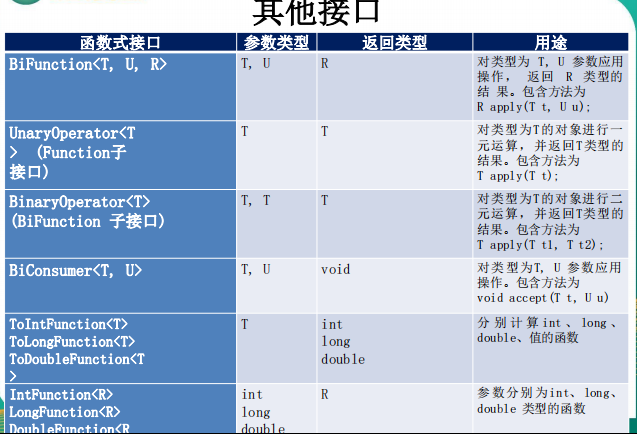 其他接口
函数式接口 参数类型 返回类型 用途
BiFunction<T, U, R> T, U R 对类型为 T, U 参数应用
操作, 返回 R 类型的
结 果。包含方法为
R apply(T t, U u);
UnaryOperator<T T T 对类型为T的对象进行一
> (Function子 元运算, 并返回T类型的
接口) 结果。包含方法为
T apply(T t);
BinaryOperator<T> T, T T 对类型为T的对象进行二
(BiFunction 子接口) 元运算, 并返回T类型的
结果。包含方法为
T apply(T t1, T t2);
BiConsumer<T, U> T, U void 对类型为T, U 参数应用
操作。包含方法为
void accept(T t, U u)
ToIntFunction<T> T int 分别计算int、long、
ToLongFunction<T> long double、值的函数
ToDoubleFunction<T double
>
IntFunction<R> int R 参数分别为int、long、
LongFunction<R> long double 类型的函数
DoubleFunction<R double